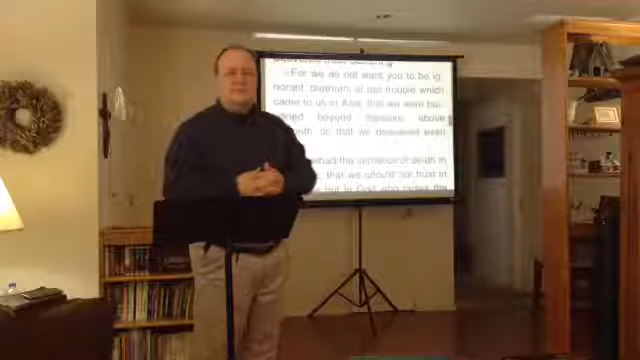 For we do not want you to be ig
norant, brethren, of our trouble which
came to us in Asia, that we were bur
dened beyond measure, above
so that we despaired even
had the sentence of death in
that we should not trust in
but in God who raises the